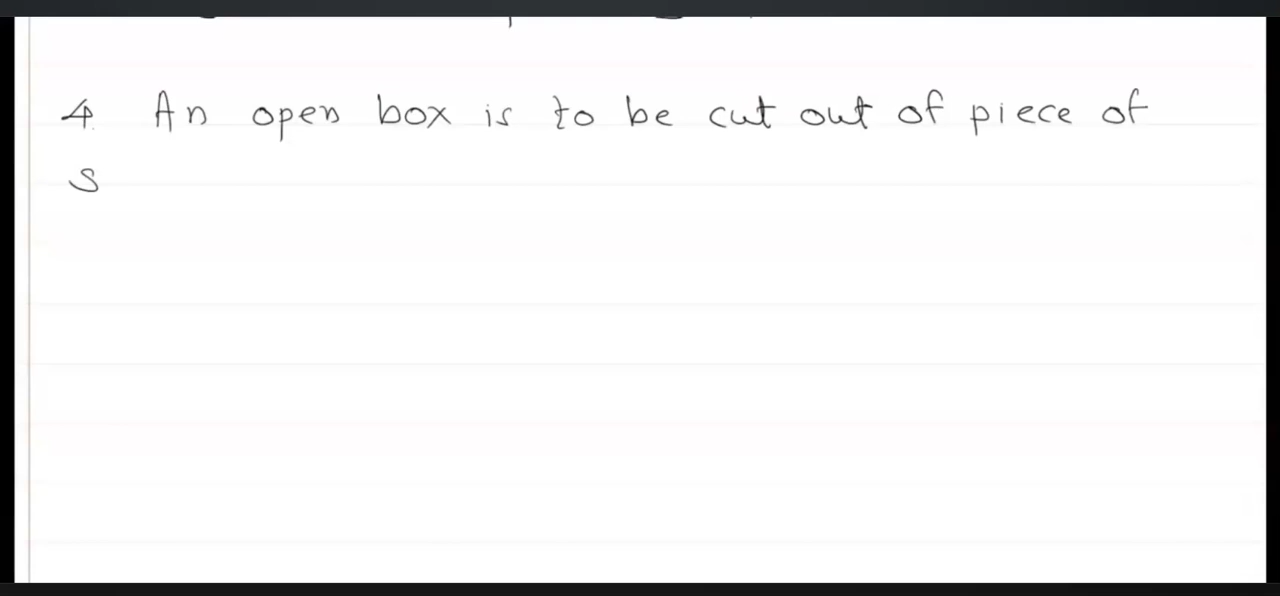 4. An open box is to be cut out of piece of
S